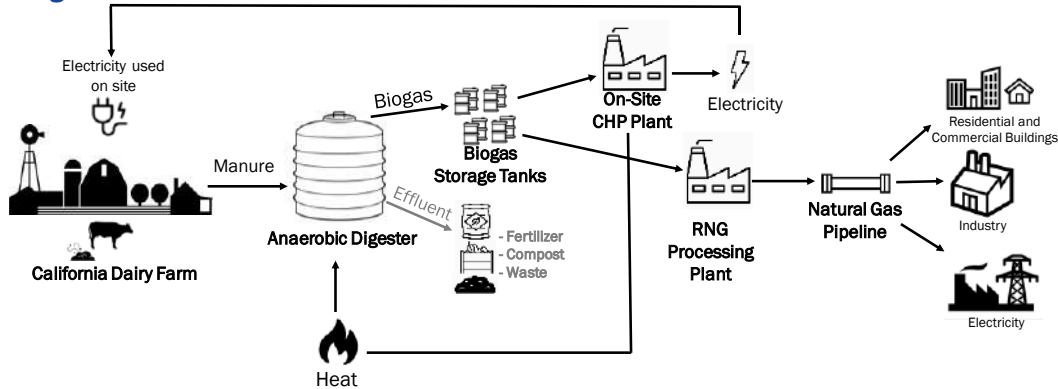 Electricity used
on site
Manure
California Dairy Farm
Biogas
Anaerobic Digester
Effluent
- Fertilizer
- Compost
- Waste
Heat
Biogas
Storage Tanks
On-Site
CHP Plant
Electricity
RNG
Processing
Plant
Natural Gas
Pipeline
Residential and
Commercial Buildings
Industry
Electricity